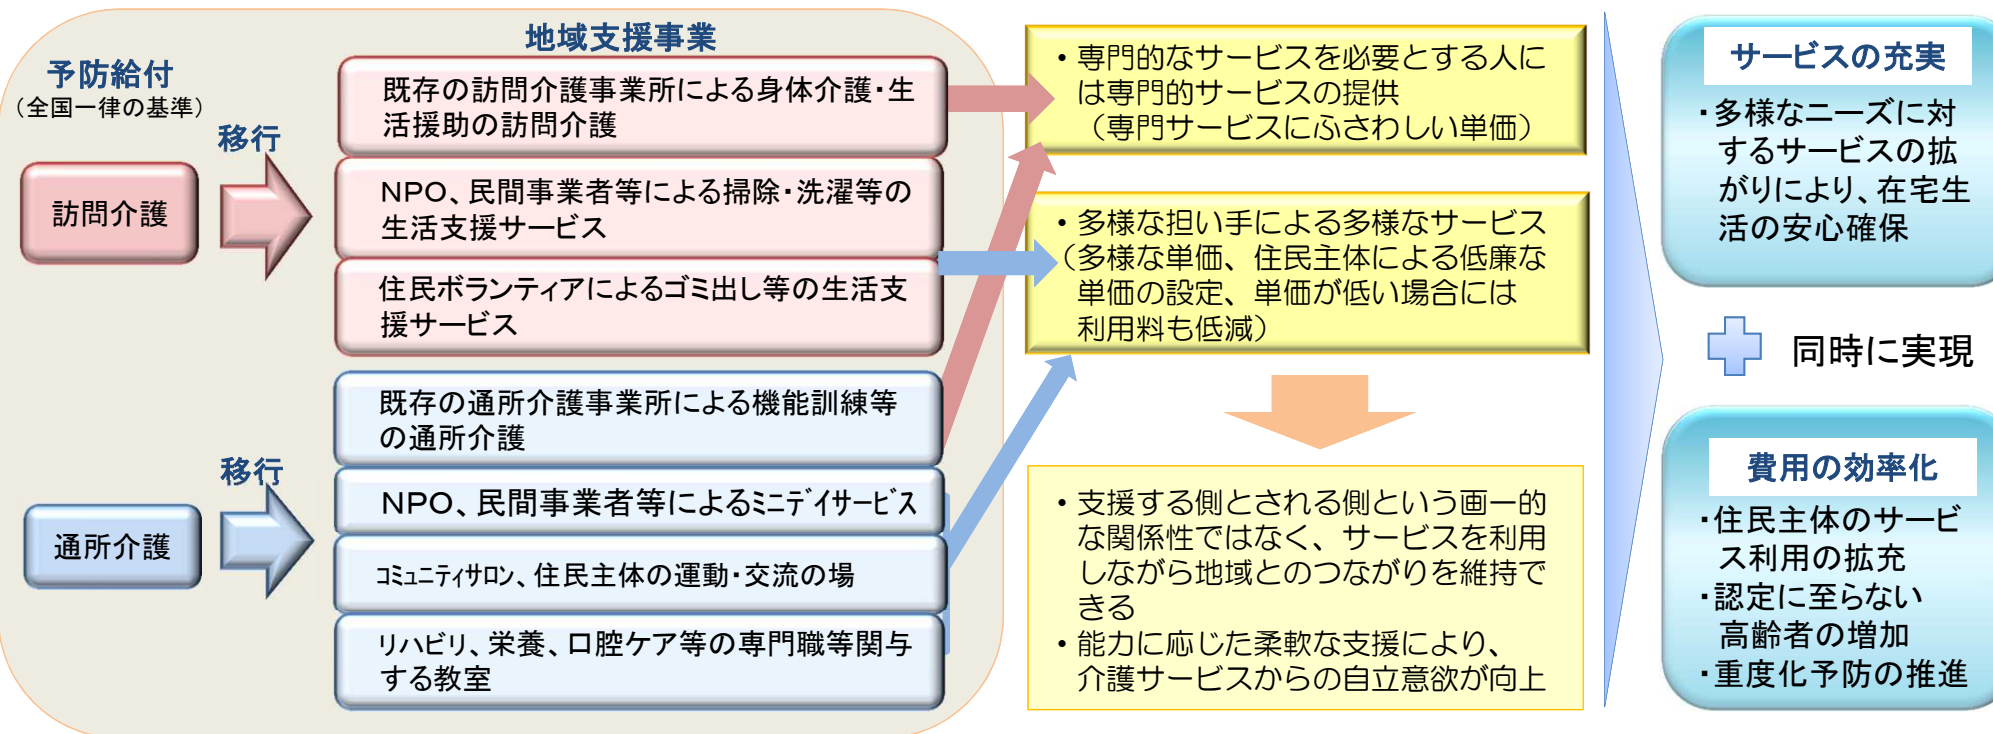 予防給付
(全国一律の基準)
訪問介護
移行
通所介護
移行
地域支援事業
既存の訪問介護事業所による身体介護・生
活援助の訪問介護
NPO、民間事業者等による掃除・洗濯等の
生活支援サービス
住民ボランティアによるゴミ出し等の生活支
援サービス
既存の通所介護事業所による機能訓練等
の通所介護
NPO、民間事業者等によるミニデイサービス
コミュニティサロン、住民主体の運動・交流の場
リハビリ、栄養、口腔ケア等の専門職等関与
する教室
・専門的なサービスを必要とする人に
は専門的サービスの提供
（専門サービスにふさわしい単価）
・多様な担い手による多様なサービス
（多様な単価、住民主体による低廉な
単価の設定、単価が低い場合には
利用料も低減）
・支援する側とされる側という画一的
な関係性ではなく、サービスを利用
しながら地域とのつながりを維持で
きる
・能力に応じた柔軟な支援により、
介護サービスからの自立意欲が向上
サービスの充実
・多様なニーズに対
するサービスの拡
がりにより、在宅生
活の安心確保
同時に実現
費用の効率化
・住民主体のサービ
ス利用の拡充
・認定に至らない
高齢者の増加
・重度化予防の推進